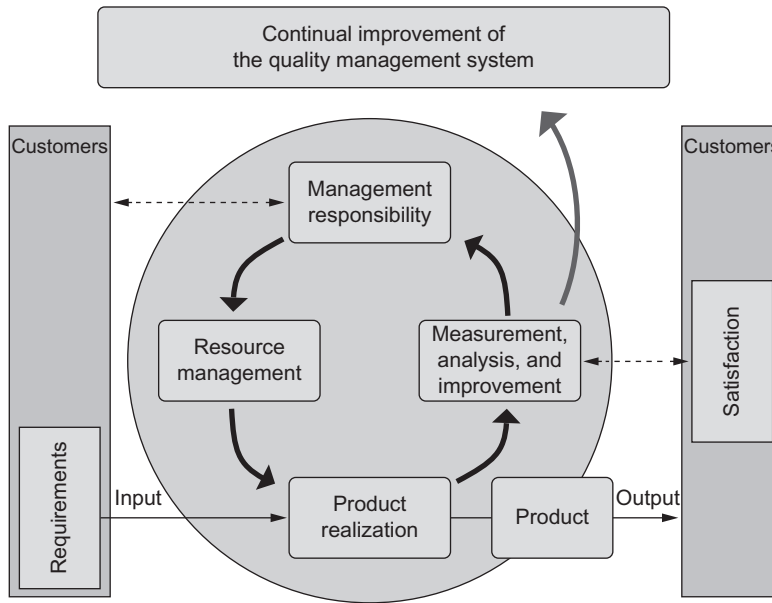 Continual improvement of
the quality management system
Customers
Customers
Management
responsibility
Resource
management
Measurement,
analysis, and
improvement
Satisfaction
Requirements
Input
Product
realization
Product
Output